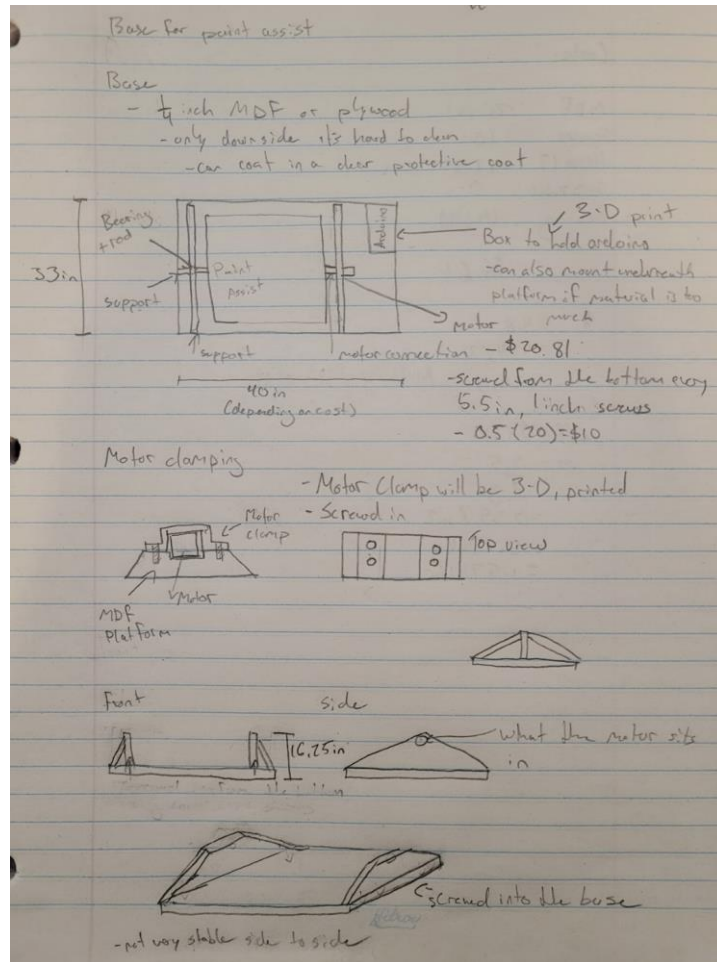 Base for paint assist
Base
- 1/4 inch MDF or plywood
- only downside it's hard to clean
- can coat in a clear protective coat
Bearing
+ rod
33in
support
Paint
Assist
Arduino
3-D print
Box to hold arduino
- can also mount underneath
platform if material is too
much
Motor
support
motor connection - $20.81
40 in
(depending on cost)
- screwed from the bottom every
5.5in, 1 inch screws
- 0.5(20)=$10
Motor clamping
- Motor Clamp will be 3-D, printed
- Screwd in
Motor
clamp
Top view
Motor
MDF
Platform
Front
side
16.25in
what the motor sits
in
screwed into the base
- not very stable side to side